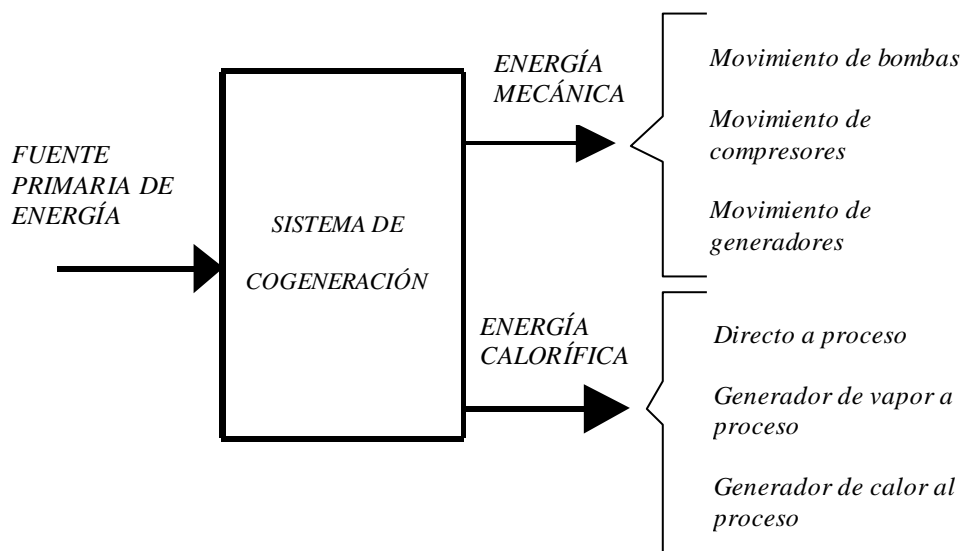 FUENTE
PRIMARIA DE
ENERGÍA
SISTEMA DE
COGENERACIÓN
ENERGÍA
MECÁNICA
Movimiento de bombas
Movimiento de
compresores
Movimiento de
generadores
ENERGÍA
CALORÍFICA
Directo a proceso
Generador de vapor a
proceso
Generador de calor al
proceso